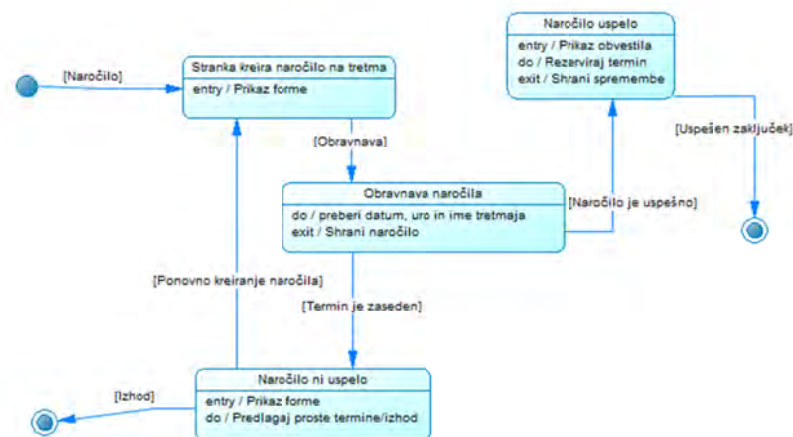 [Naročilo]
Stranka kreira naročilo na tretma
entry / Prikaz forme
[Obravnava]
Naročilo uspelo
entry / Prikaz obvestila
do / Rezerviraj termin
exit / Shrani spremembe
[Uspešen zaključek]
Obravnava naročila
do / preberi datum, uro in ime tretmaja
exit / Shrani naročilo
[Naročilo je uspešno]
[Ponovno kreiranje naročila]
[Termin je zaseden]
Naročilo ni uspelo
entry / Prikaz forme
do / Predlagaj proste termine/izhod
[Izhod]